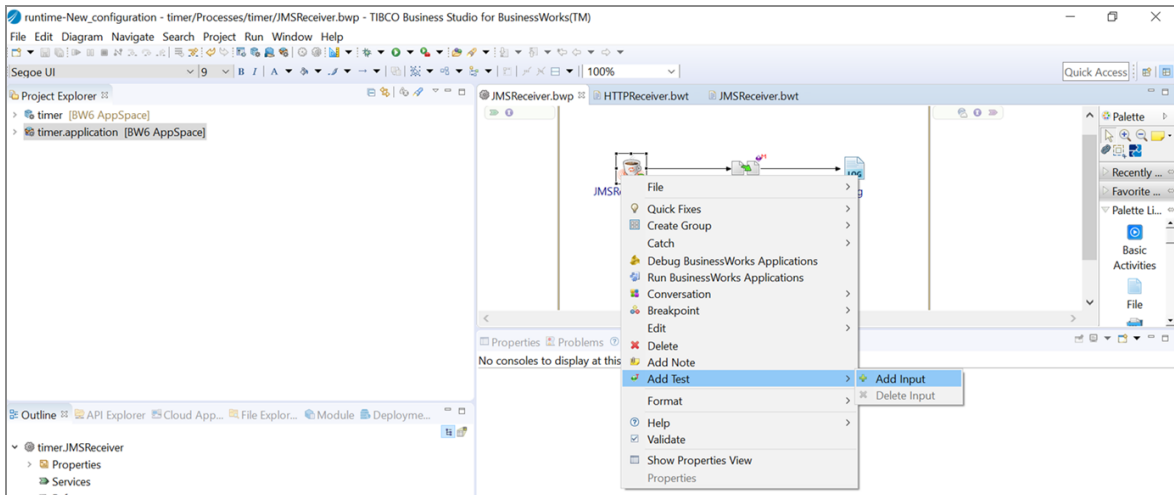 runtime-New_configuration - timer/Processes/timer/JMSReceiver.bwp - TIBCO Business Studio for BusinessWorks(TM)
File Edit Diagram Navigate Search Project Run Window Help
Segoe UI 9 B I A 100% Quick Access
Project Explorer
timer [BW6 AppSpace]
timer.application [BW6 AppSpace]
JMSReceiver.bwp HTTPReceiver.bwt JMSReceiver.bwt
LOG
Palette
Recently ...
Favorite ...
Palette Li...
Basic
Activities
File
File
Quick Fixes
Create Group
Catch
Debug BusinessWorks Applications
Run BusinessWorks Applications
Conversation
Breakpoint
Edit
Delete
Add Note
Add Test
Format
Help
Validate
Show Properties View
Properties
Add Input
Delete Input
Properties Problems
No consoles to display at this
Outline API Explorer Cloud App... File Explor... Module Deployme...
timer.JMSReceiver
Properties
Services